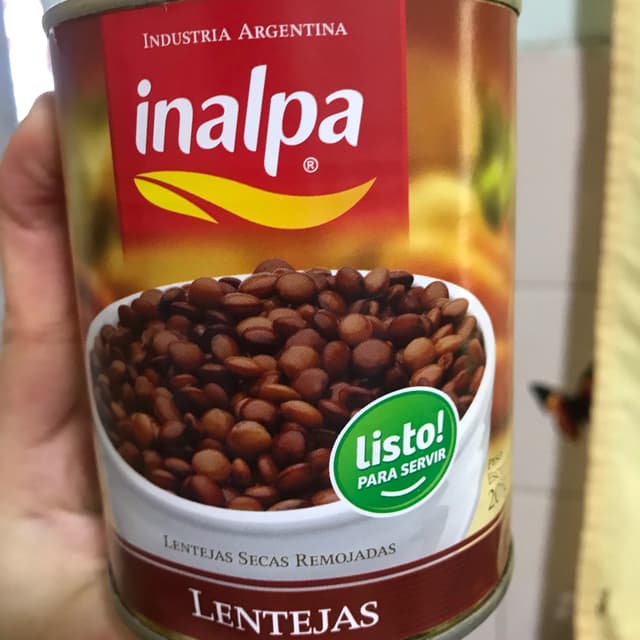 INDUSTRIA ARGENTINA
inalpa
®
listo!
PARA SERVIR
LENTEJAS SECAS REMOJADAS
LENTEJAS